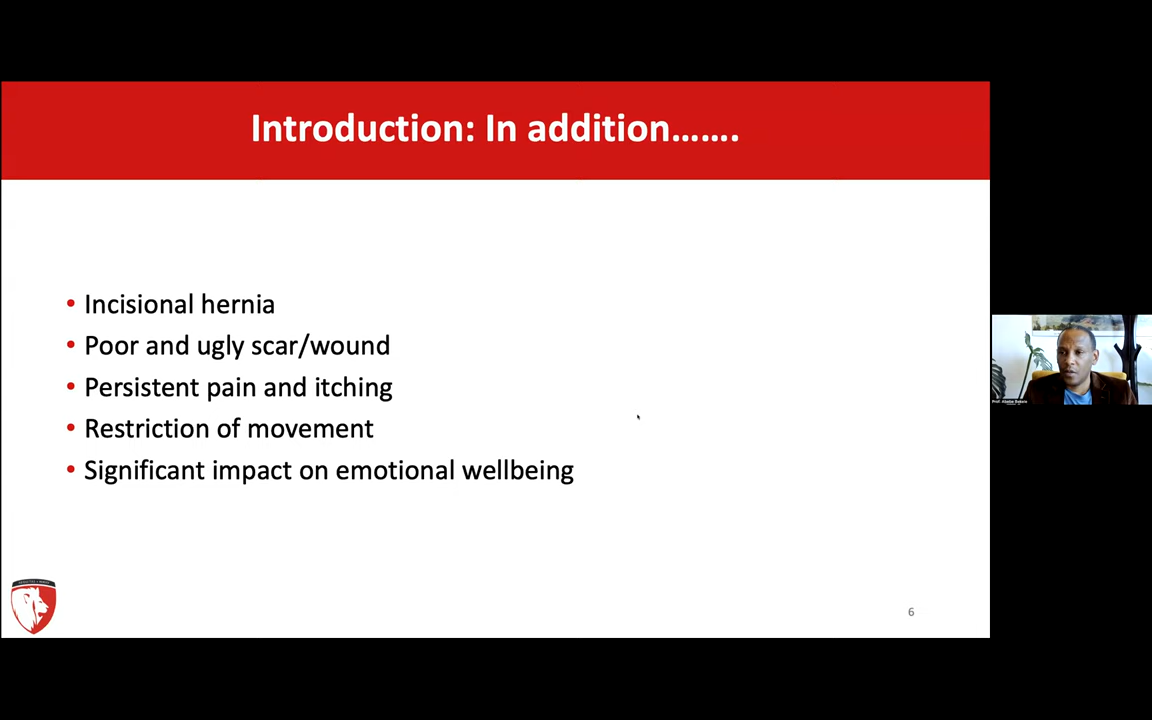 Introduction: In addition…….
• Incisional hernia
• Poor and ugly scar/wound
• Persistent pain and itching
• Restriction of movement
• Significant impact on emotional wellbeing
6